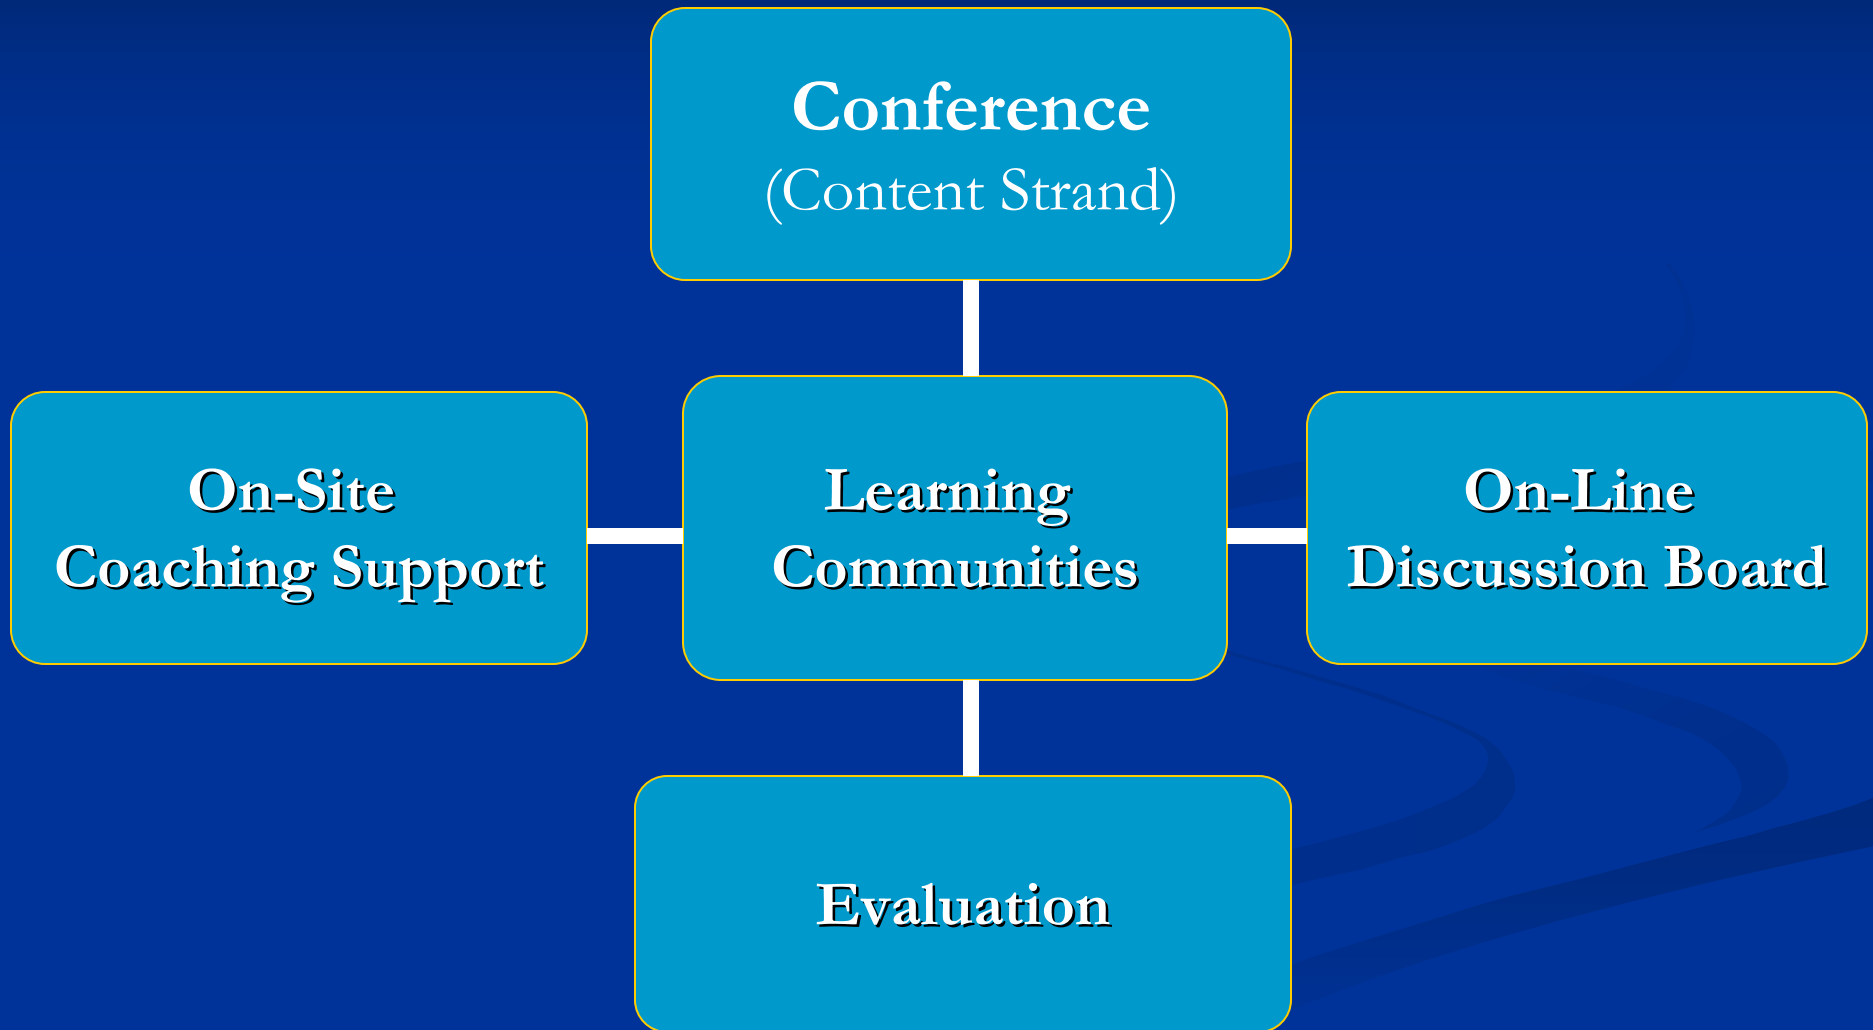 Conference
(Content Strand)
On-Site
Coaching Support
Learning
Communities
On-Line
Discussion Board
Evaluation